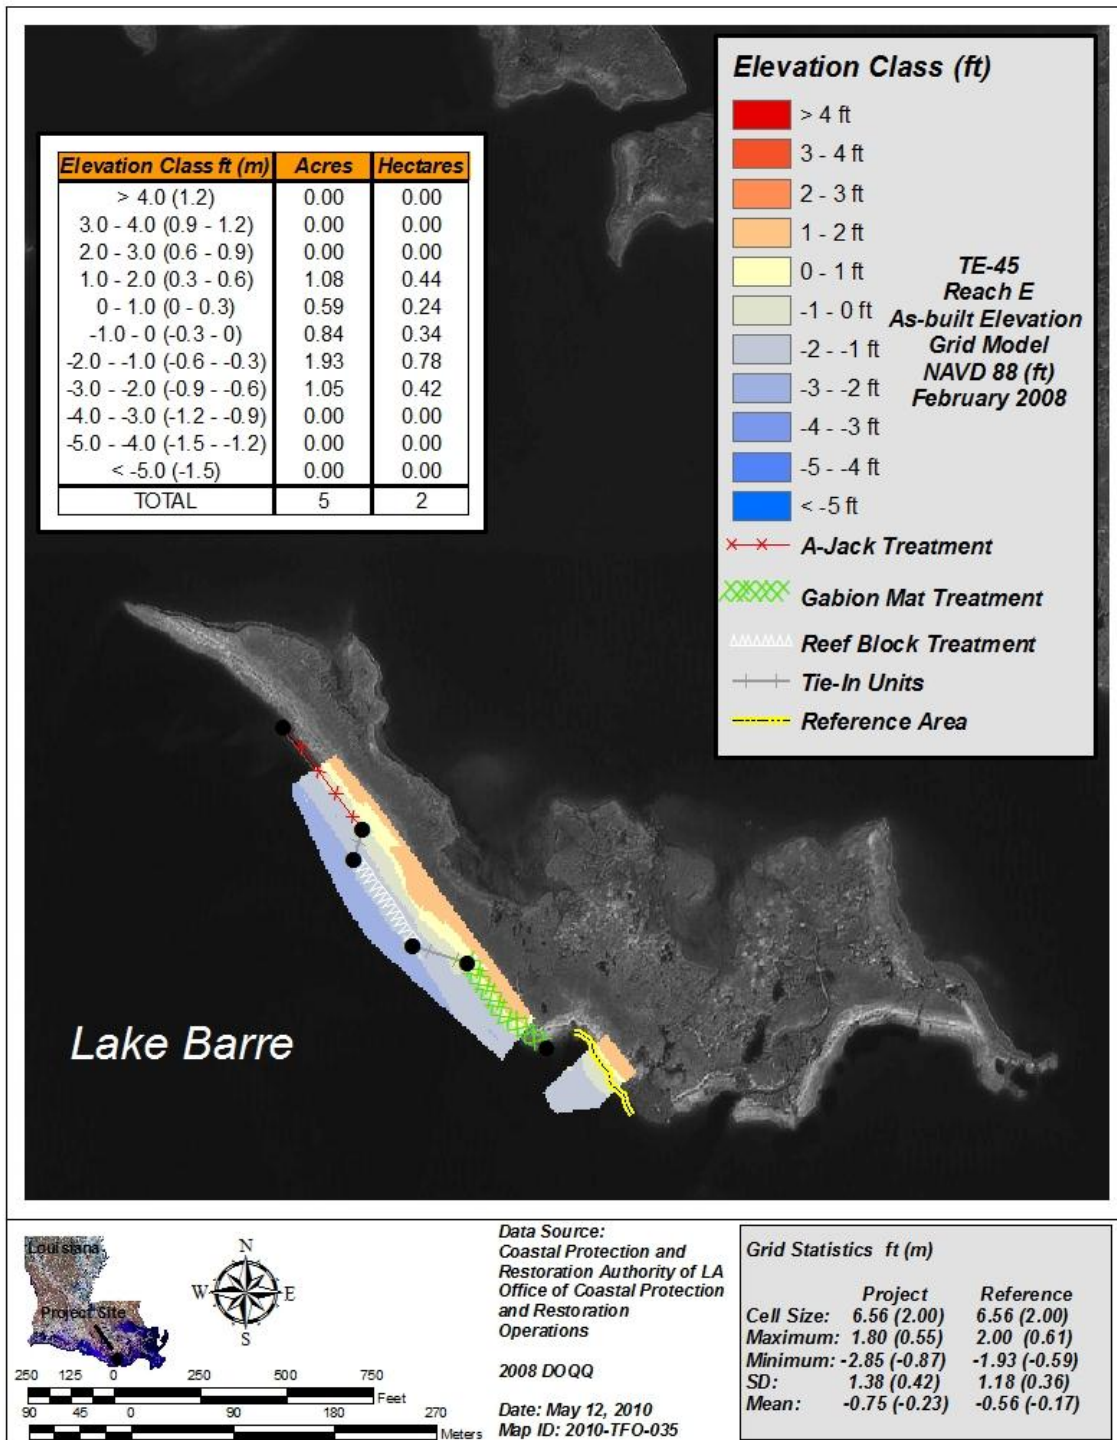 Elevation Class ft (m) Acres Hectares
> 4.0 (1.2) 0.00 0.00
3.0 - 4.0 (0.9 - 1.2) 0.00 0.00
2.0 - 3.0 (0.6 - 0.9) 0.00 0.00
1.0 - 2.0 (0.3 - 0.6) 1.08 0.44
0 - 1.0 (0 - 0.3) 0.59 0.24
-1.0 - 0 (-0.3 - 0) 0.84 0.34
-2.0 - -1.0 (-0.6 - -0.3) 1.93 0.78
-3.0 - -2.0 (-0.9 - -0.6) 1.05 0.42
-4.0 - -3.0 (-1.2 - -0.9) 0.00 0.00
-5.0 - -4.0 (-1.5 - -1.2) 0.00 0.00
< -5.0 (-1.5) 0.00 0.00
TOTAL 5 2
Elevation Class (ft)
> 4 ft
3 - 4 ft
2 - 3 ft
1 - 2 ft
0 - 1 ft
-1 - 0 ft
-2 - -1 ft
-3 - -2 ft
-4 - -3 ft
-5 - -4 ft
< -5 ft
TE-45
Reach E
As-built Elevation
Grid Model
NAVD 88 (ft)
February 2008
A-Jack Treatment
Gabion Mat Treatment
Reef Block Treatment
Tie-In Units
Reference Area
Lake Barre
Louisiana
Project Site
N
W E
S
250 125 0 250 500 750
Feet
90 45 0 90 180 270
Meters
Data Source:
Coastal Protection and
Restoration Authority of LA
Office of Coastal Protection
and Restoration
Operations
2008 DOQQ
Date: May 12, 2010
Map ID: 2010-TFO-035
Grid Statistics ft (m)
Project Reference
Cell Size: 6.56 (2.00) 6.56 (2.00)
Maximum: 1.80 (0.55) 2.00 (0.61)
Minimum: -2.85 (-0.87) -1.93 (-0.59)
SD: 1.38 (0.42) 1.18 (0.36)
Mean: -0.75 (-0.23) -0.56 (-0.17)